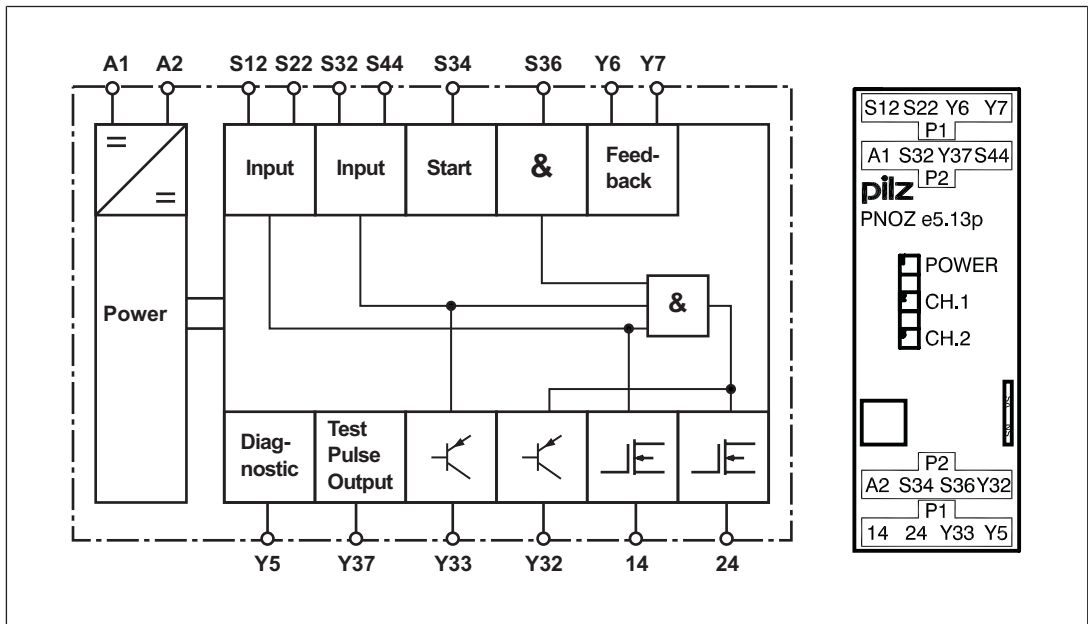 A1 A2 S12 S22 S32 S44 S34 S36 Y6 Y7
Input Input Start & Feed-
back
Power
&
Diag-
nostic
Test
Pulse
Output
Y5 Y37 Y33 Y32 14 24
S12 S22 Y6 Y7
P1
A1 S32 Y37 S44
P2
pilz
PNOZ e5.13p
POWER
CH.1
CH.2
P2
A2 S34 S36 Y32
P1
14 24 Y33 Y5